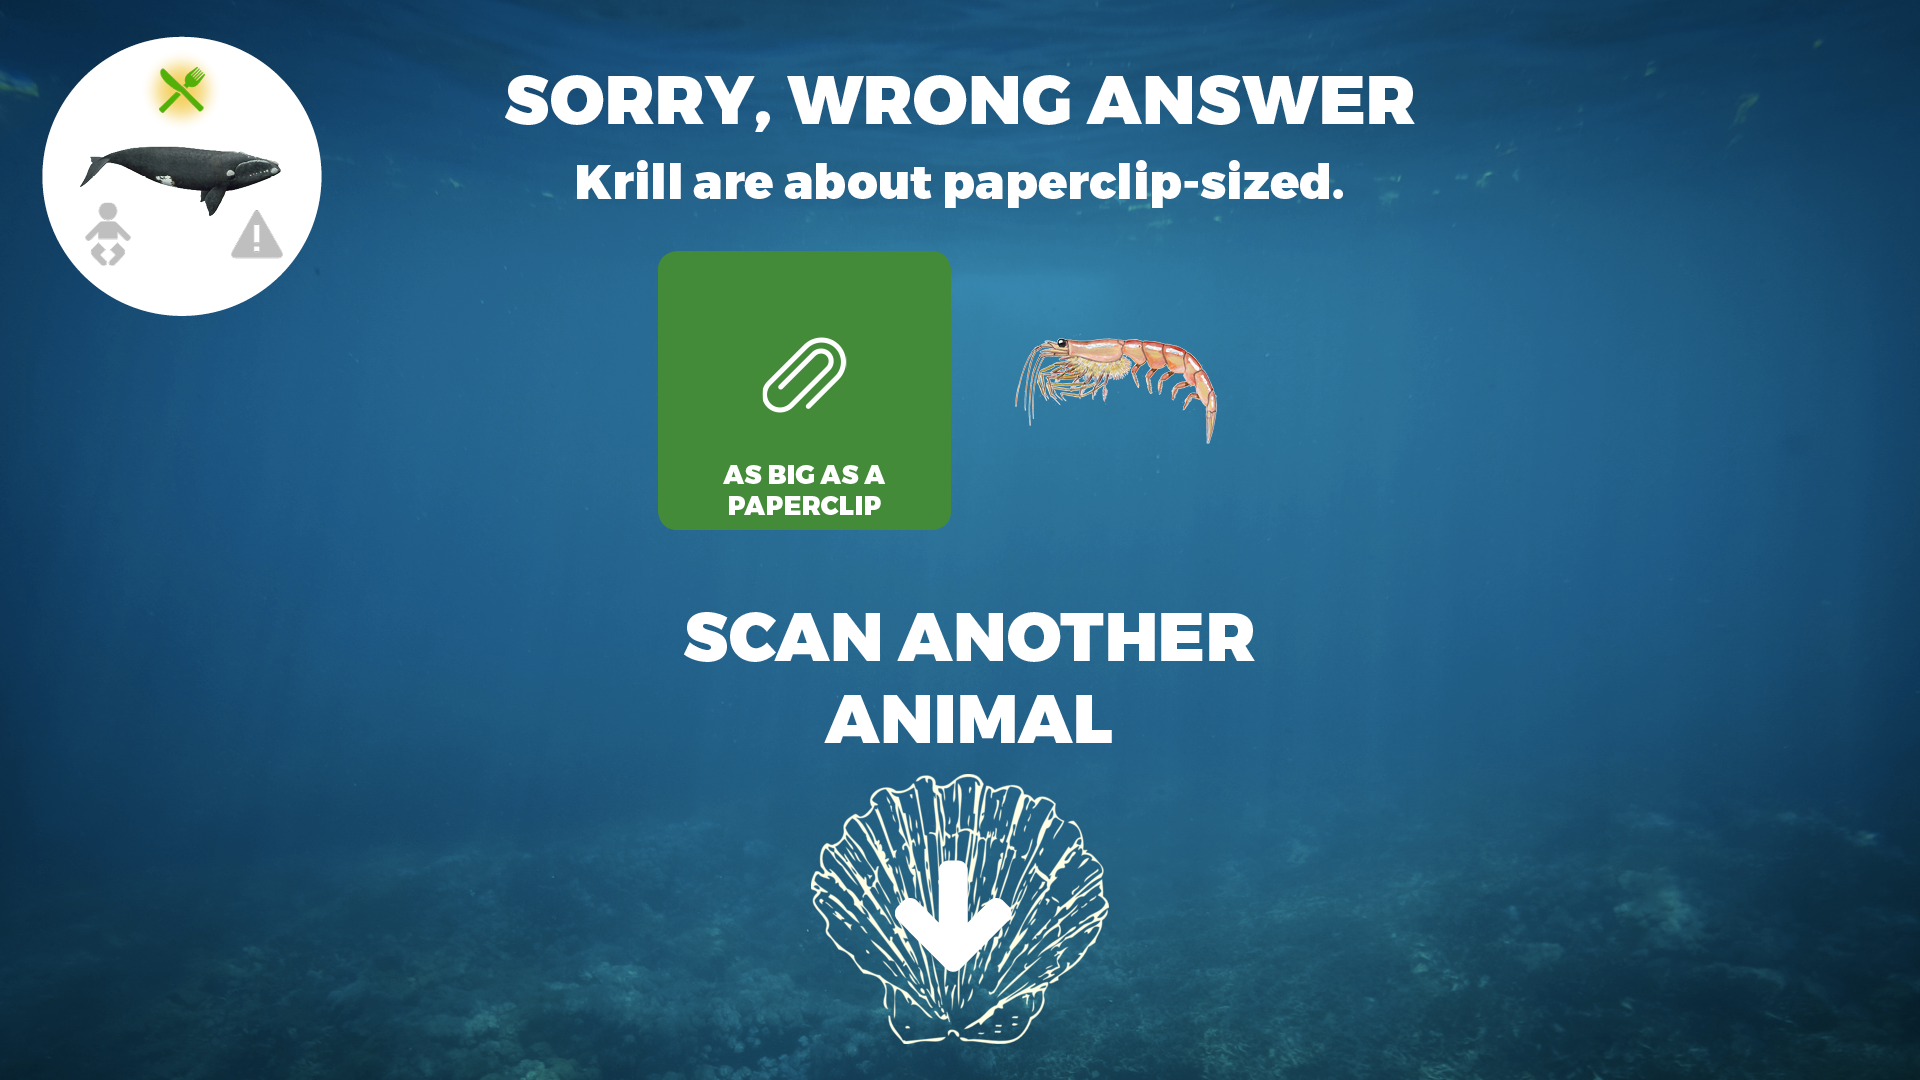 SORRY, WRONG ANSWER
Krill are about paperclip-sized.
AS BIG AS A
PAPERCLIP
SCAN ANOTHER
ANIMAL